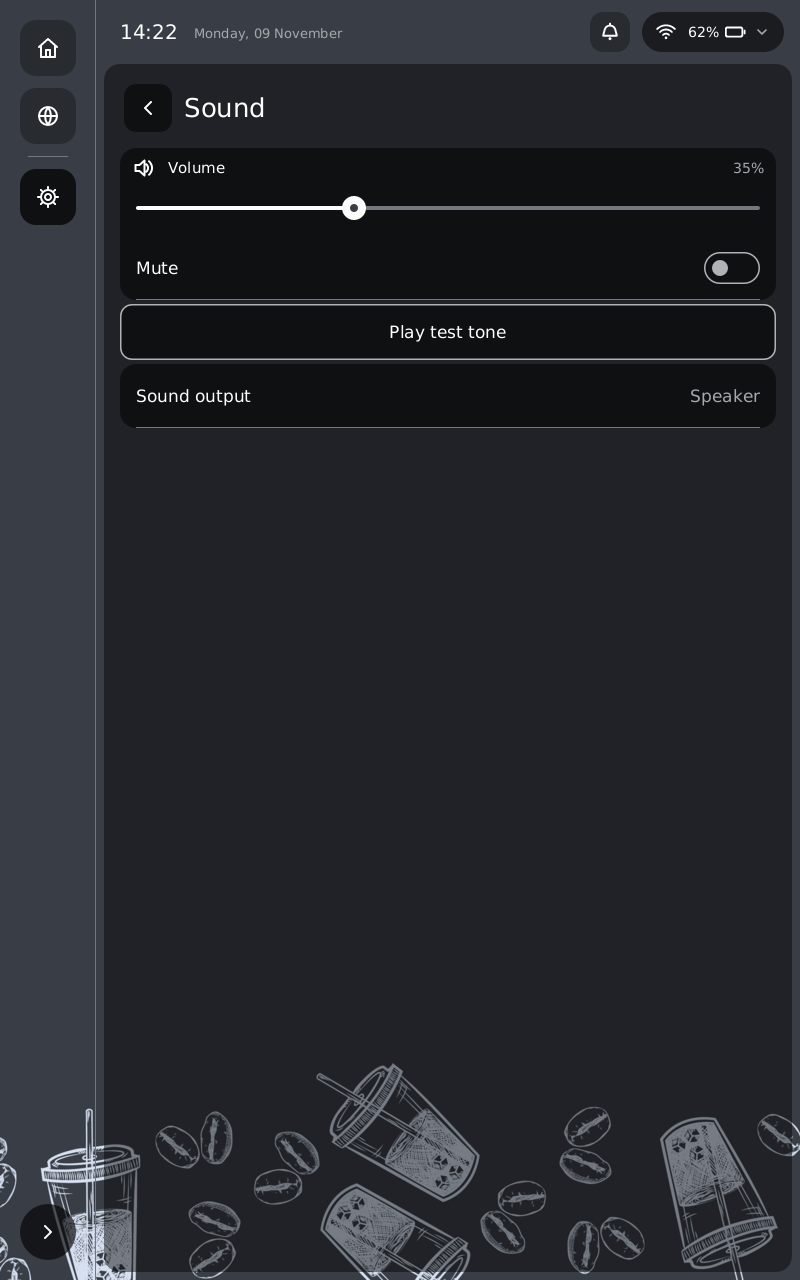 14:22 Monday, 09 November 62%
Sound
Volume 35%
Mute
Play test tone
Sound output Speaker